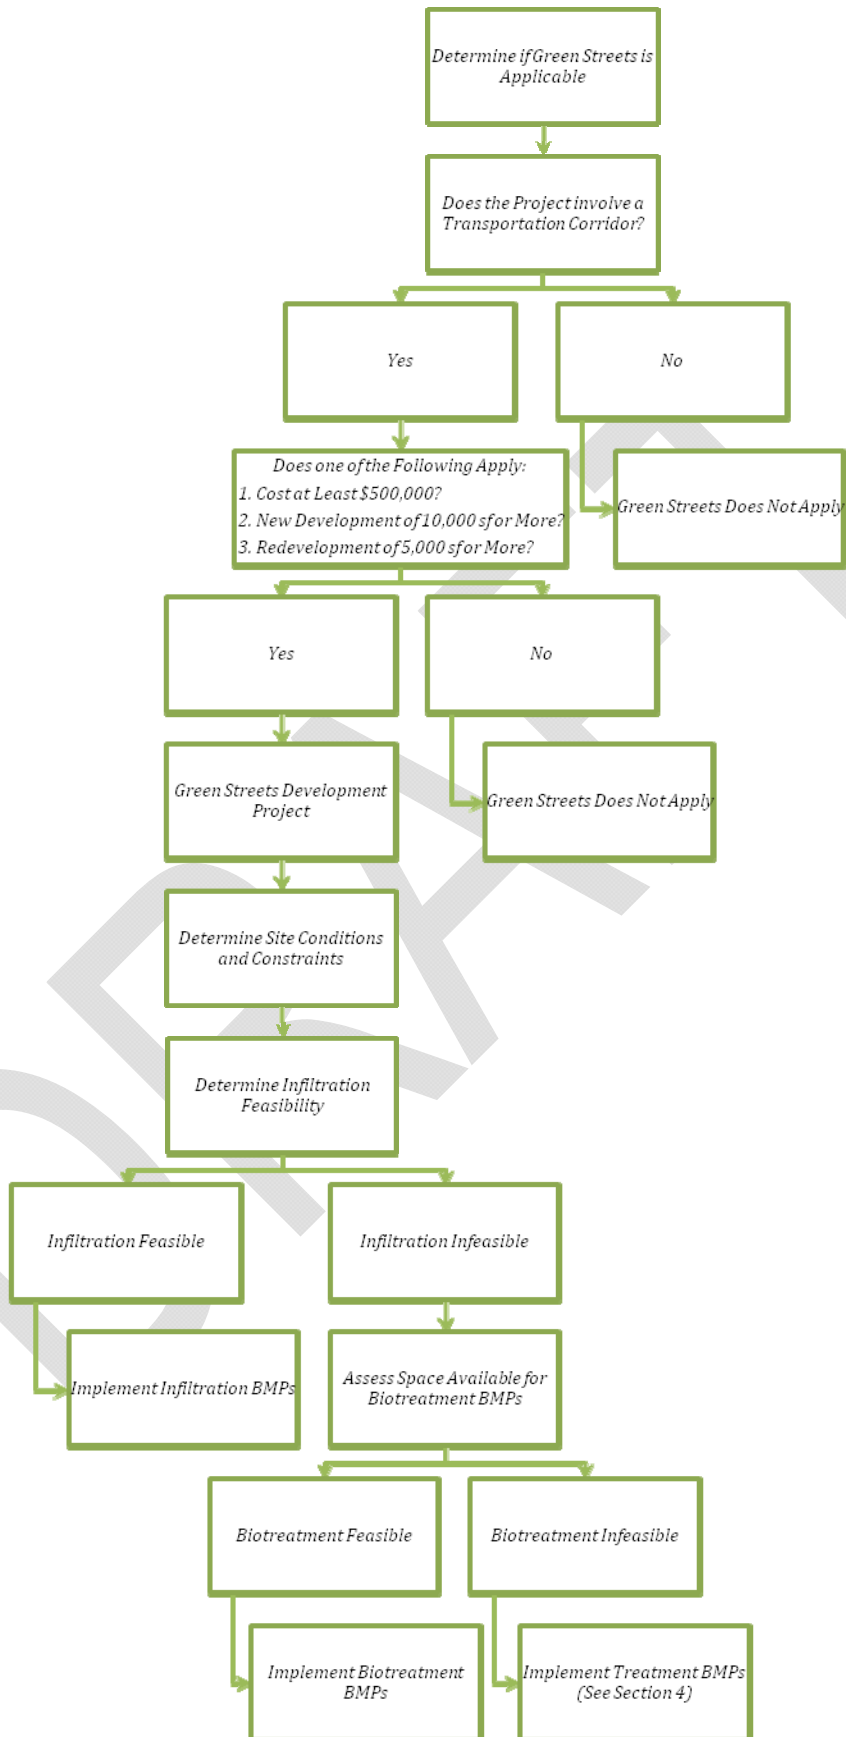 Determine if Green Streets is
Applicable
Does the Project involve a
Transportation Corridor?
Yes
No
Does one of the Following Apply:
1. Cost at Least $500,000?
2. New Development of 10,000 sf or More?
3. Redevelopment of 5,000 sf or More?
Green Streets Does Not Apply
Yes
No
Green Streets Development
Project
Green Streets Does Not Apply
Determine Site Conditions
and Constraints
Determine Infiltration
Feasibility
Infiltration Feasible
Infiltration Infeasible
Implement Infiltration BMPs
Assess Space Available for
Biotreatment BMPs
Biotreatment Feasible
Biotreatment Infeasible
Implement Biotreatment
BMPs
Implement Treatment BMPs
(See Section 4)
DRAFT